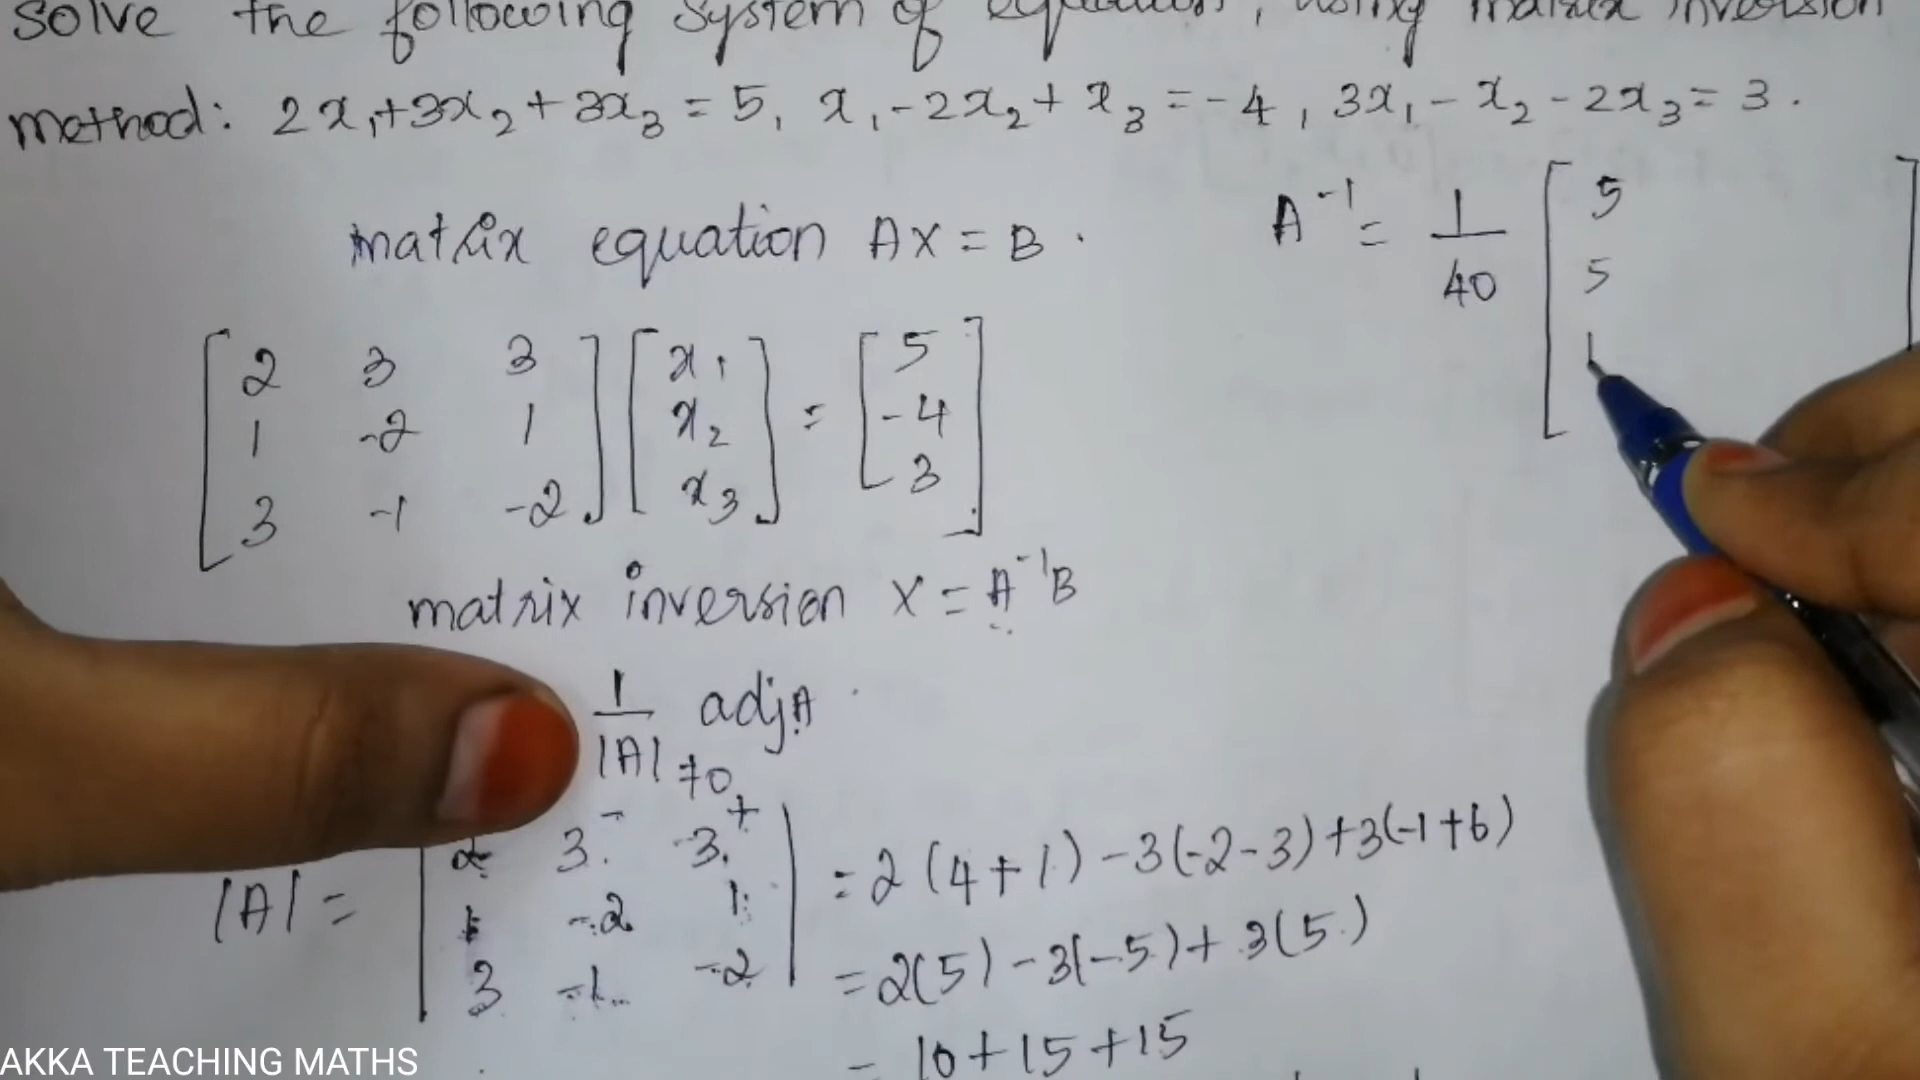 Solve the following system of equation, using matrix inversion
method: 2x₁+3x₂+3x₃=5, x₁-2x₂+x₃=-4, 3x₁-x₂-2x₃=3.
matrix equation AX=B.
A⁻¹= 1/40 [5
5
1
[2 3 3
1 -2 1
3 -1 -2] [x₁
x₂
x₃] = [5
-4
3]
matrix inversion X=A⁻¹B
1/|A| adjA
≠0
- +
|A| = |2 3 3
1 -2 1
3 -1 -2| =2(4+1)-3(-2-3)+3(-1+6)
=2(5)-3(-5)+3(5)
= 10+15+15
AKKA TEACHING MATHS